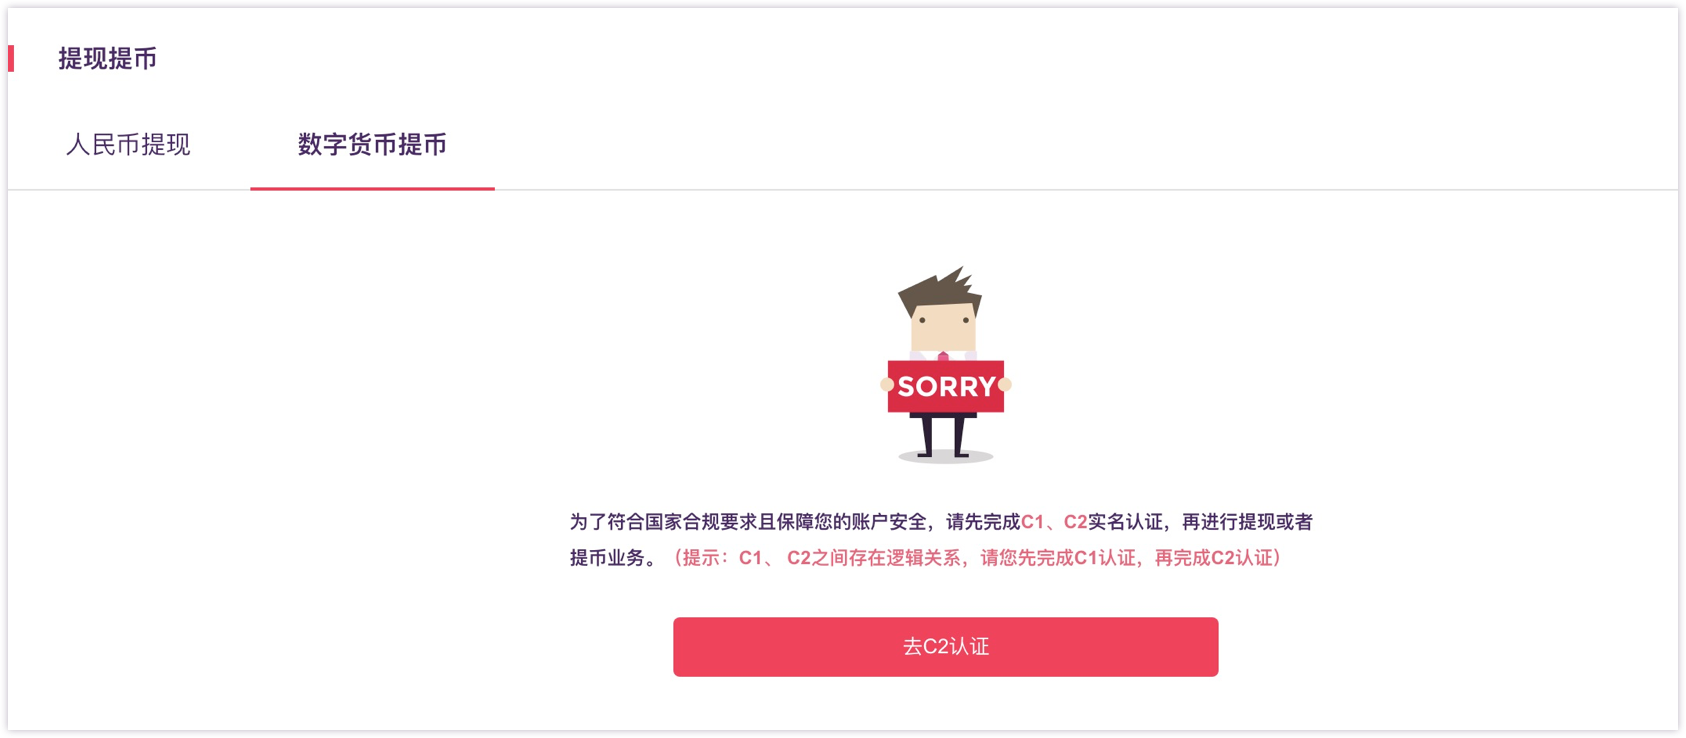 提现提币
人民币提现 数字货币提币
SORRY
为了符合国家合规要求且保障您的账户安全，请先完成C1、C2实名认证，再进行提现或者
提币业务。（提示：C1、 C2之间存在逻辑关系，请您先完成C1认证，再完成C2认证）
去C2认证